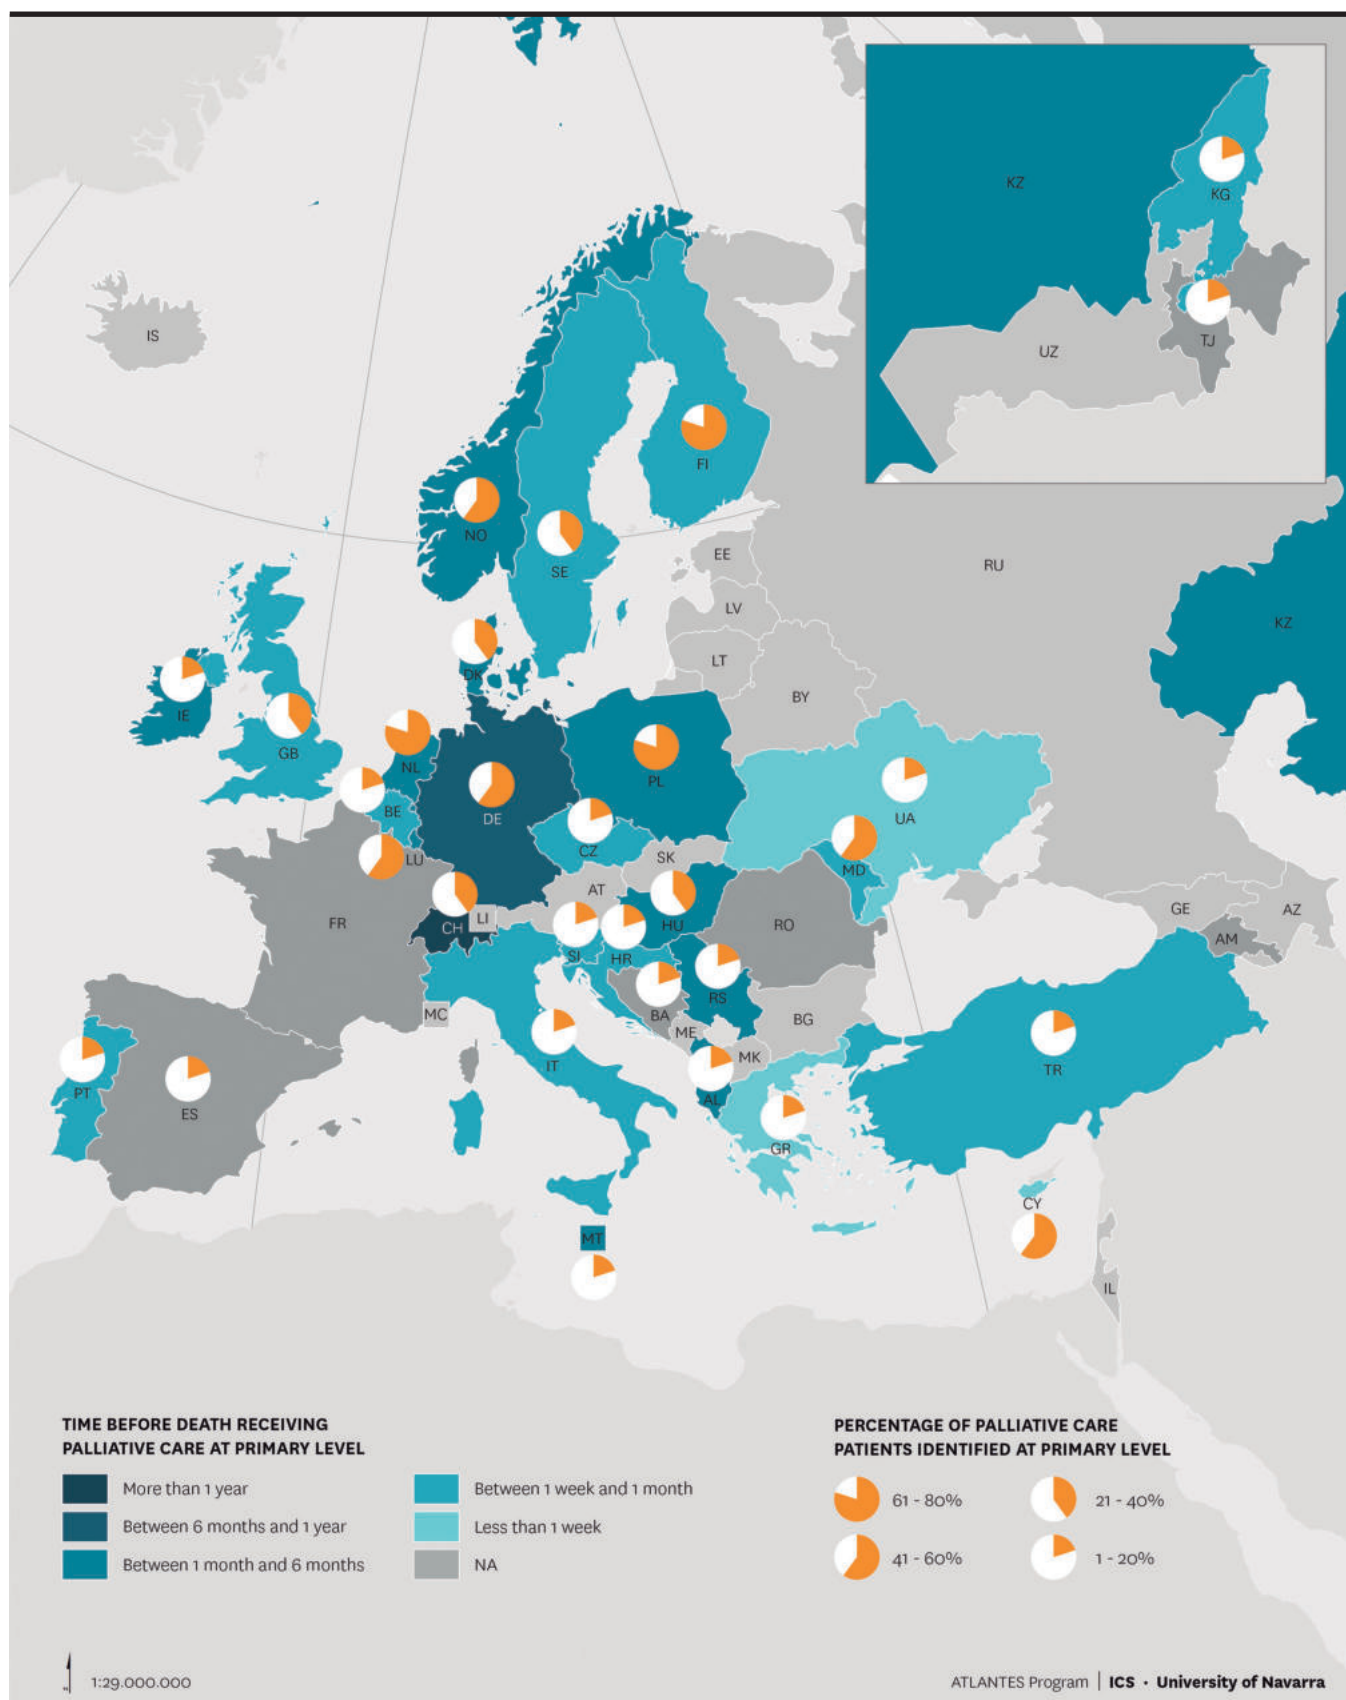 KZ
KG
TJ
UZ
IS
FI
NO
SE
EE
RU
LV
KZ
DK
LT
BY
IE
GB
NL
PL
BE
DE
UA
CZ
LU
SK
MD
AT
FR
LI
CH
HU
RO
GE
AZ
AM
SI
HR
RS
BA
MC
ME
BG
MK
IT
TR
PT
ES
AL
GR
CY
MT
IL
TIME BEFORE DEATH RECEIVING
PALLIATIVE CARE AT PRIMARY LEVEL
More than 1 year
Between 6 months and 1 year
Between 1 month and 6 months
Between 1 week and 1 month
Less than 1 week
NA
PERCENTAGE OF PALLIATIVE CARE
PATIENTS IDENTIFIED AT PRIMARY LEVEL
61 - 80%
41 - 60%
21 - 40%
1 - 20%
1:29.000.000
ATLANTES Program | ICS · University of Navarra